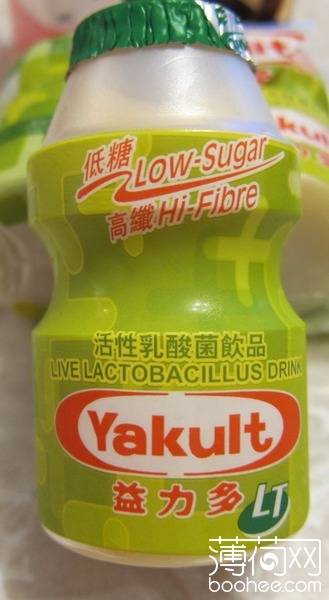 低糖
Low-Sugar
高纖 Hi-Fibre
活性乳酸菌飲品
LIVE LACTOBACILLUS DRINK
Yakult
益力多
LT
Yakult
薄荷网
boohee.com